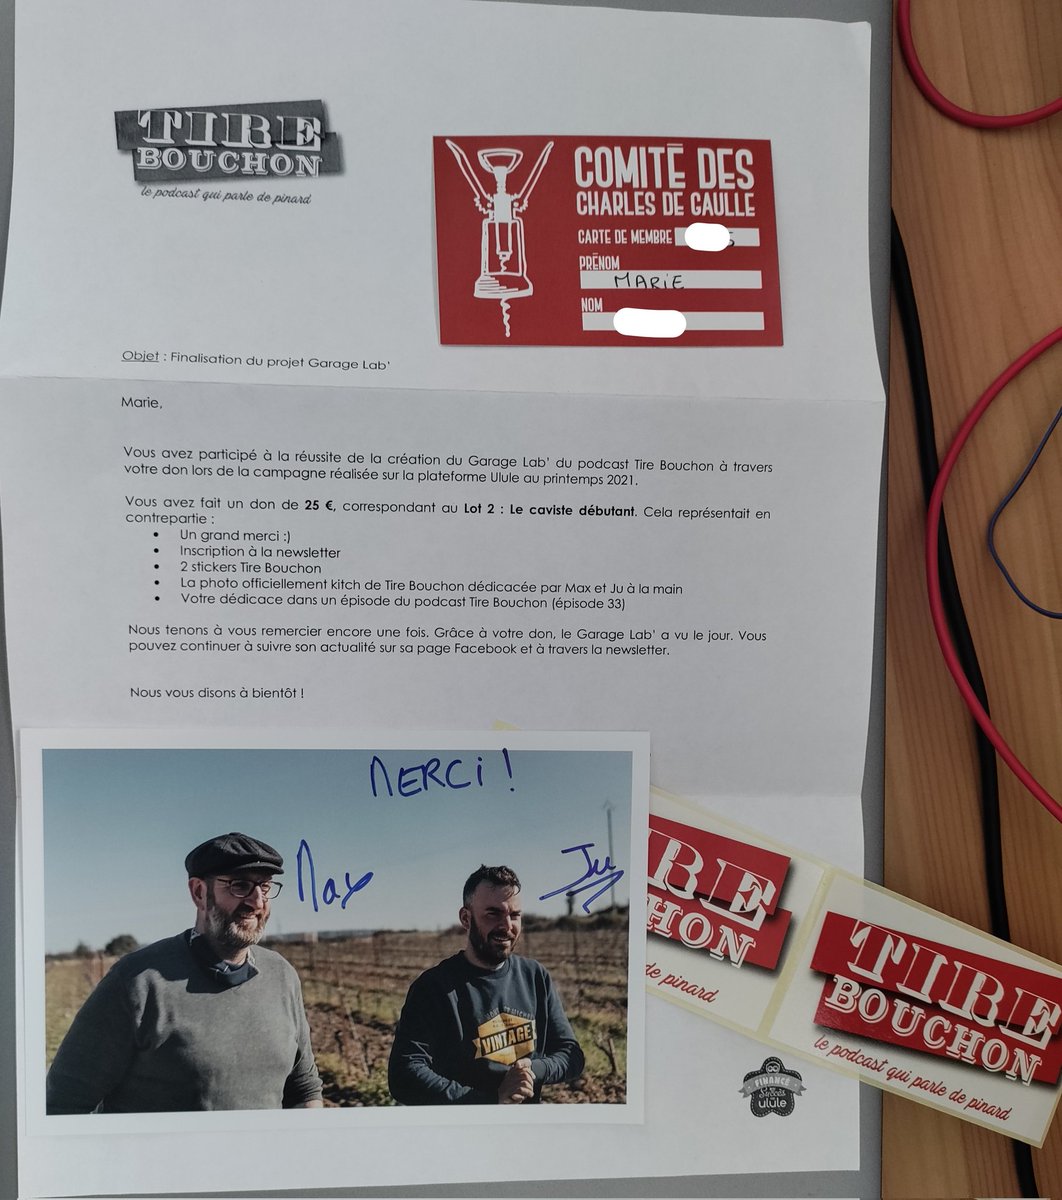 TIRE
BOUCHON
le podcast qui parle de pinard
COMITÉ DES
CHARLES DE GAULLE
CARTE DE MEMBRE
PRÉNOM
MARIE
NOM
Objet : Finalisation du projet Garage Lab'
Marie,
Vous avez participé à la réussite de la création du Garage Lab' du podcast Tire Bouchon à travers
votre don lors de la campagne réalisée sur la plateforme Ulule au printemps 2021.
Vous avez fait un don de 25 €, correspondant au Lot 2 : Le caviste débutant. Cela représentait en
contrepartie :
• Un grand merci :)
• Inscription à la newsletter
• 2 stickers Tire Bouchon
• La photo officiellement kitch de Tire Bouchon dédicacée par Max et Ju à la main
• Votre dédicace dans un épisode du podcast Tire Bouchon (épisode 33)
Nous tenons à vous remercier encore une fois. Grâce à votre don, le Garage Lab' a vu le jour. Vous
pouvez continuer à suivre son actualité sur sa page Facebook et à travers la newsletter.
Nous vous disons à bientôt !
MERCi !
Max
Ju
VINTAGE
IRE
HON
de pinard
TIRE
BOUCHON
le podcast qui parle de pinard
FINANCÉ
Succès
ulule